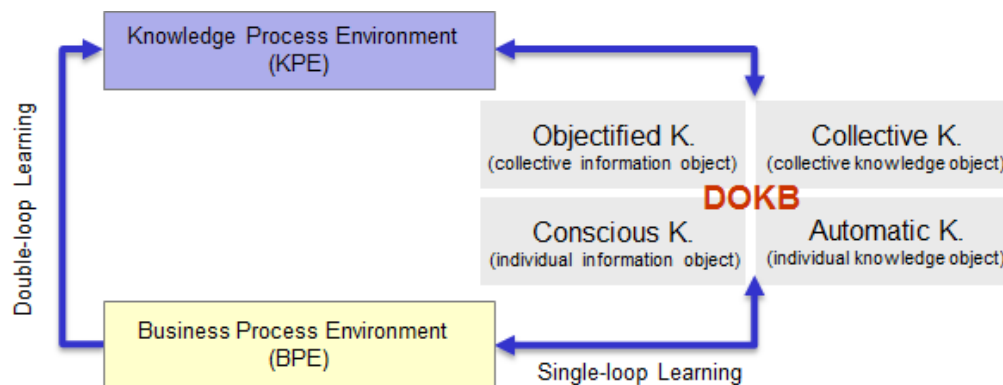 Knowledge Process Environment
(KPE)
Double-loop Learning
Objectified K.
(collective information object)
Collective K.
(collective knowledge object)
DOKB
Conscious K.
(individual information object)
Automatic K.
(individual knowledge object)
Business Process Environment
(BPE)
Single-loop Learning